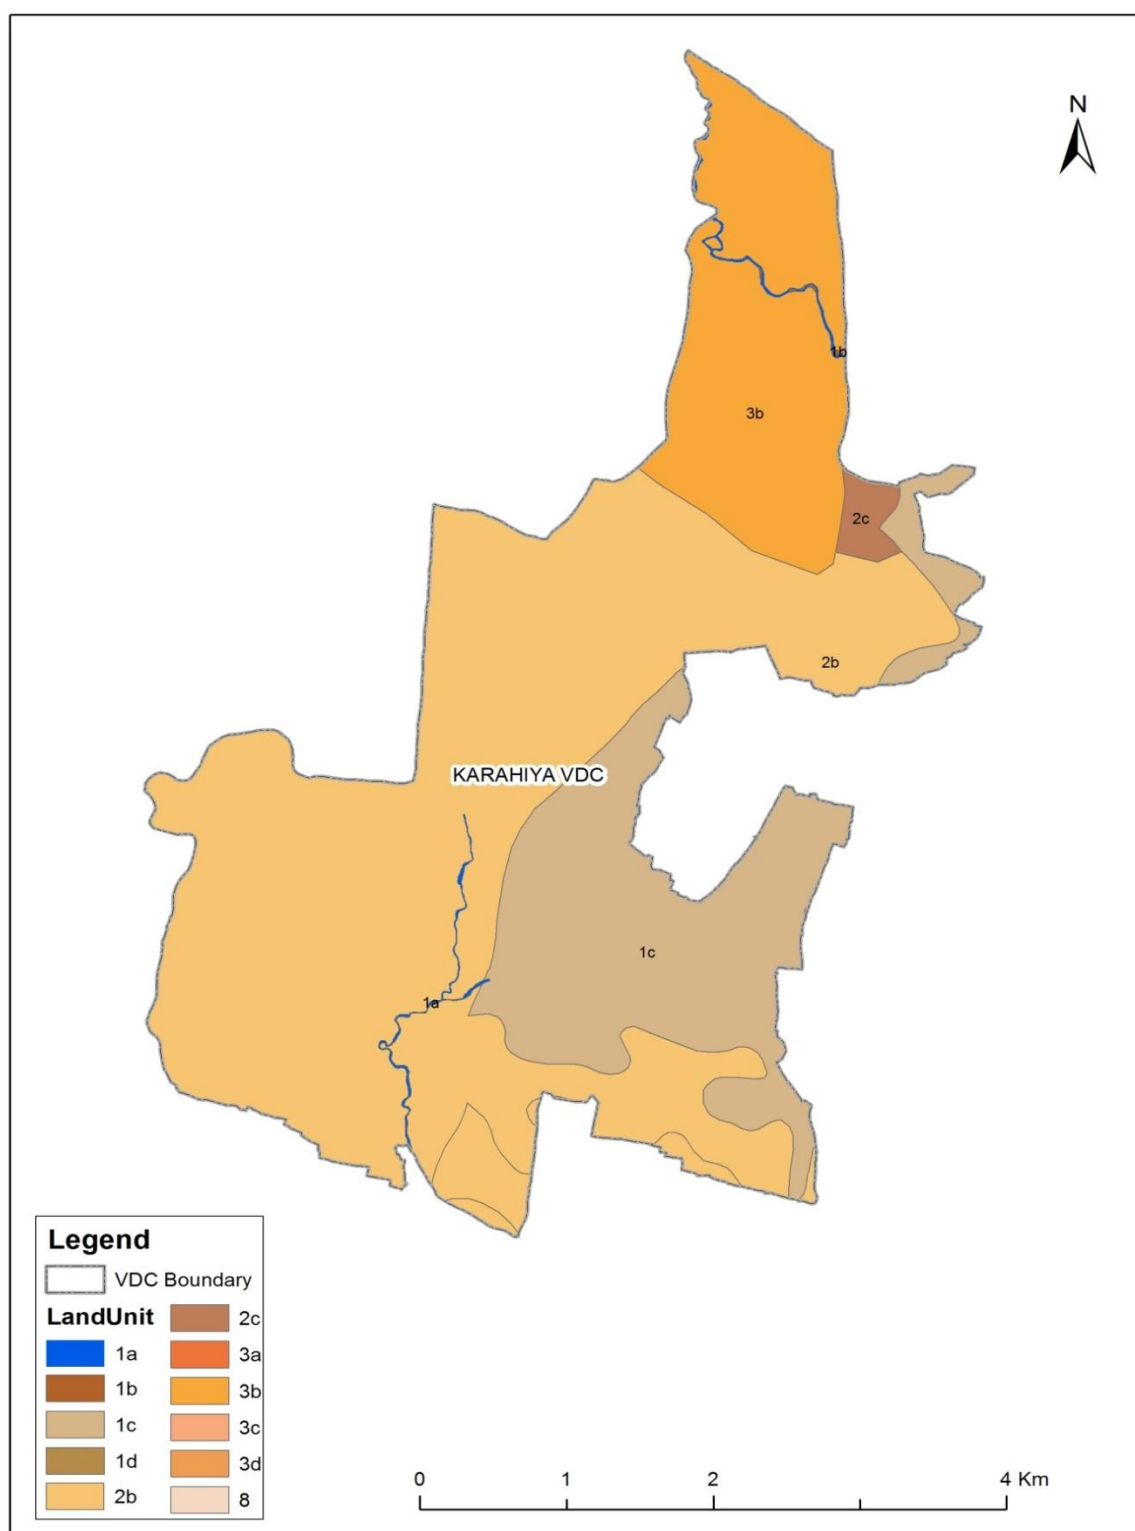 N
1b
3b
2c
2b
KARAHIYA VDC
1c
1a
Legend
VDC Boundary
LandUnit
1a
1b
1c
1d
2b
2c
3a
3b
3c
3d
8
0 1 2 4 Km